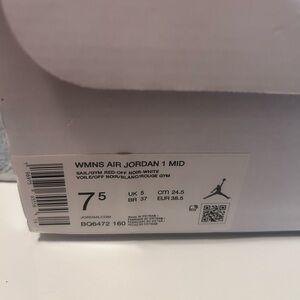 WMNS AIR JORDAN 1 MID
SAIL/GYM RED-OFF NOIR-WHITE
VOILE/OFF NOIR/BLANC/ROUGE GYM
7 5
UK 5
cm 24.5
BR 37
EUR 38.5
JORDAN.COM
BQ6472 160